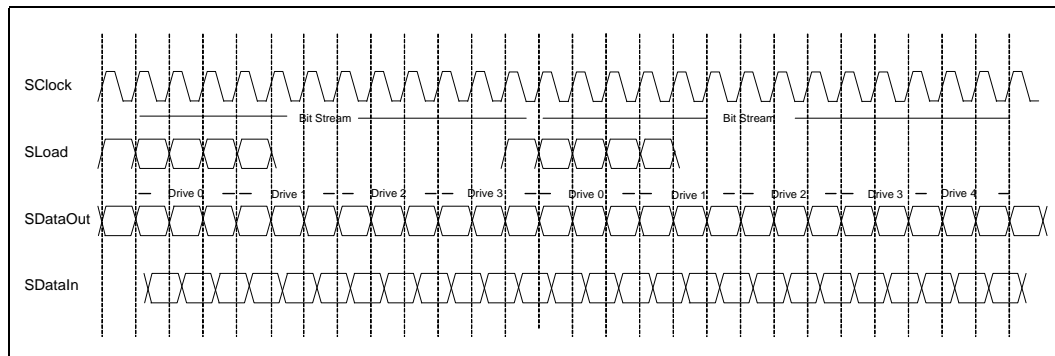 SClock
Bit Stream Bit Stream
SLoad
Drive 0 Drive 1 Drive 2 Drive 3 Drive 0 Drive 1 Drive 2 Drive 3 Drive 4
SDataOut
SDataIn